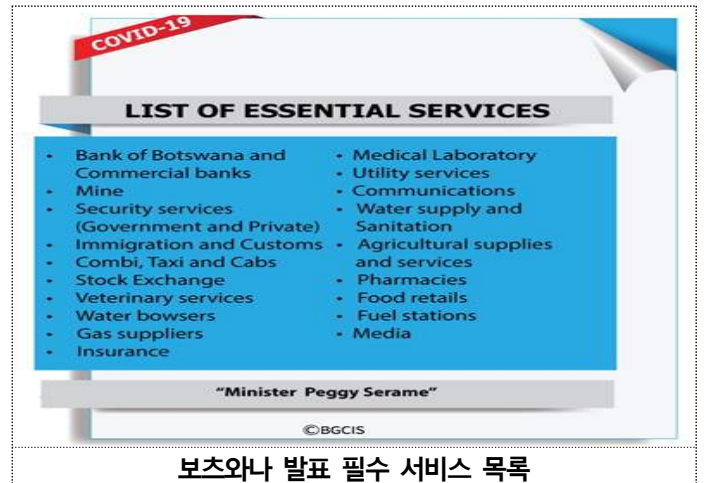 COVID-19
LIST OF ESSENTIAL SERVICES
• Bank of Botswana and
Commercial banks
• Mine
• Security services
(Government and Private)
• Immigration and Customs
• Combi, Taxi and Cabs
• Stock Exchange
• Veterinary services
• Water bowsers
• Gas suppliers
• Insurance
• Medical Laboratory
• Utility services
• Communications
• Water supply and
Sanitation
• Agricultural supplies
and services
• Pharmacies
• Food retails
• Fuel stations
• Media
"Minister Peggy Serame"
©BGCIS
보츠와나 발표 필수 서비스 목록